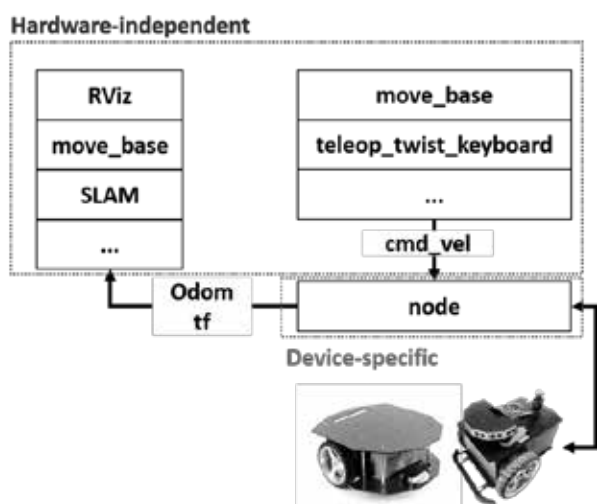 Hardware-independent
RViz
move_base
SLAM
...
move_base
teleop_twist_keyboard
...
cmd_vel
Odom
tf
node
Device-specific